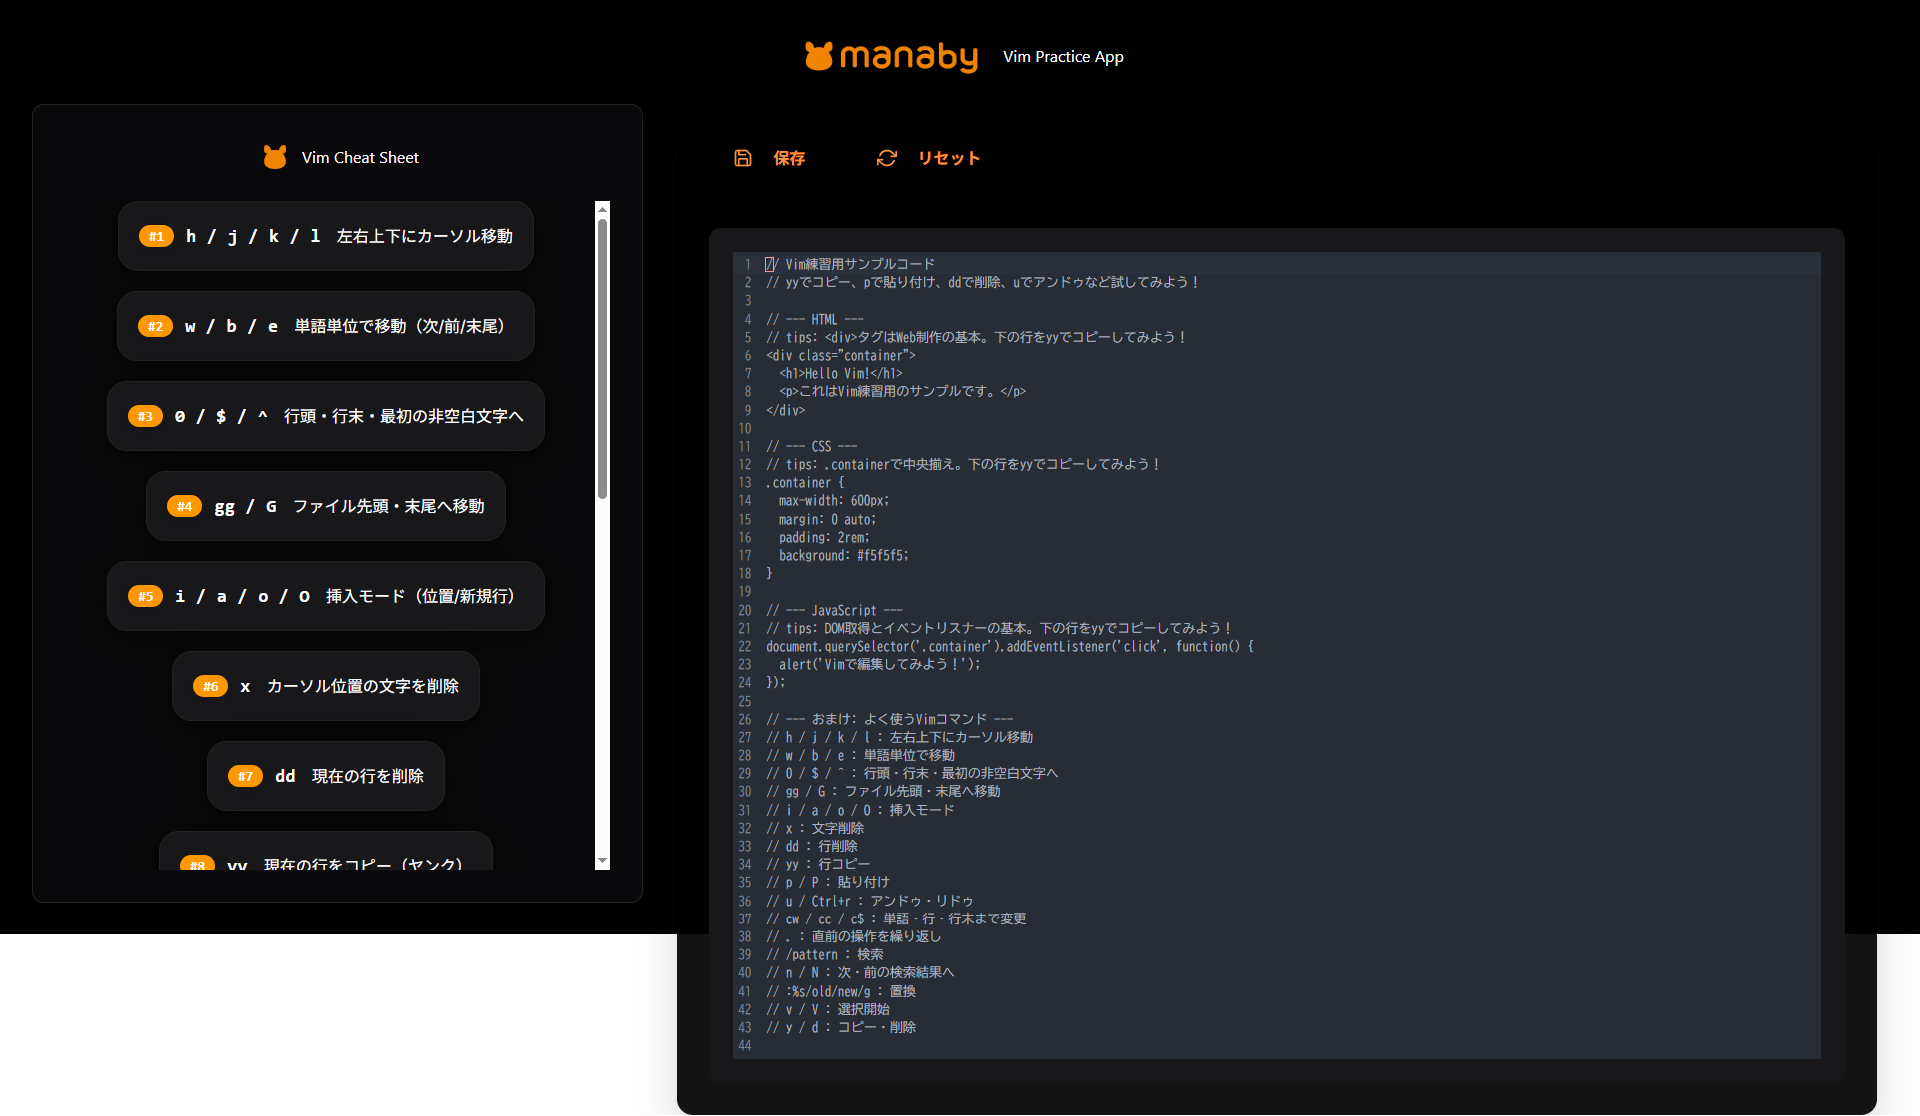 manaby Vim Practice App
Vim Cheat Sheet
#1 h / j / k / l 左右上下にカーソル移動
#2 w / b / e 単語単位で移動（次/前/末尾）
#3 0 / $ / ^ 行頭・行末・最初の非空白文字へ
#4 gg / G ファイル先頭・末尾へ移動
#5 i / a / o / O 挿入モード（位置/新規行）
#6 x カーソル位置の文字を削除
#7 dd 現在の行を削除
#8 yy 現在の行をコピー（ヤンク）
保存 リセット
1 // Vim練習用サンプルコード
2 // yyでコピー、pで貼り付け、ddで削除、uでアンドゥなど試してみよう！
3
4 // --- HTML ---
5 // tips: <div>タグはWeb制作の基本。下の行をyyでコピーしてみよう！
6 <div class="container">
7   <h1>Hello Vim!</h1>
8   <p>これはVim練習用のサンプルです。</p>
9 </div>
10
11 // --- CSS ---
12 // tips: .containerで中央揃え。下の行をyyでコピーしてみよう！
13 .container {
14   max-width: 600px;
15   margin: 0 auto;
16   padding: 2rem;
17   background: #f5f5f5;
18 }
19
20 // --- JavaScript ---
21 // tips: DOM取得とイベントリスナーの基本。下の行をyyでコピーしてみよう！
22 document.querySelector('.container').addEventListener('click', function() {
23   alert('Vimで編集してみよう！');
24 });
25
26 // --- おまけ: よく使うVimコマンド ---
27 // h / j / k / l : 左右上下にカーソル移動
28 // w / b / e : 単語単位で移動
29 // 0 / $ / ^ : 行頭・行末・最初の非空白文字へ
30 // gg / G : ファイル先頭・末尾へ移動
31 // i / a / o / O : 挿入モード
32 // x : 文字削除
33 // dd : 行削除
34 // yy : 行コピー
35 // p / P : 貼り付け
36 // u / Ctrl+r : アンドゥ・リドゥ
37 // cw / cc / c$ : 単語・行・行末まで変更
38 // . : 直前の操作を繰り返し
39 // /pattern : 検索
40 // n / N : 次・前の検索結果へ
41 // :%s/old/new/g : 置換
42 // v / V : 選択開始
43 // y / d : コピー・削除
44